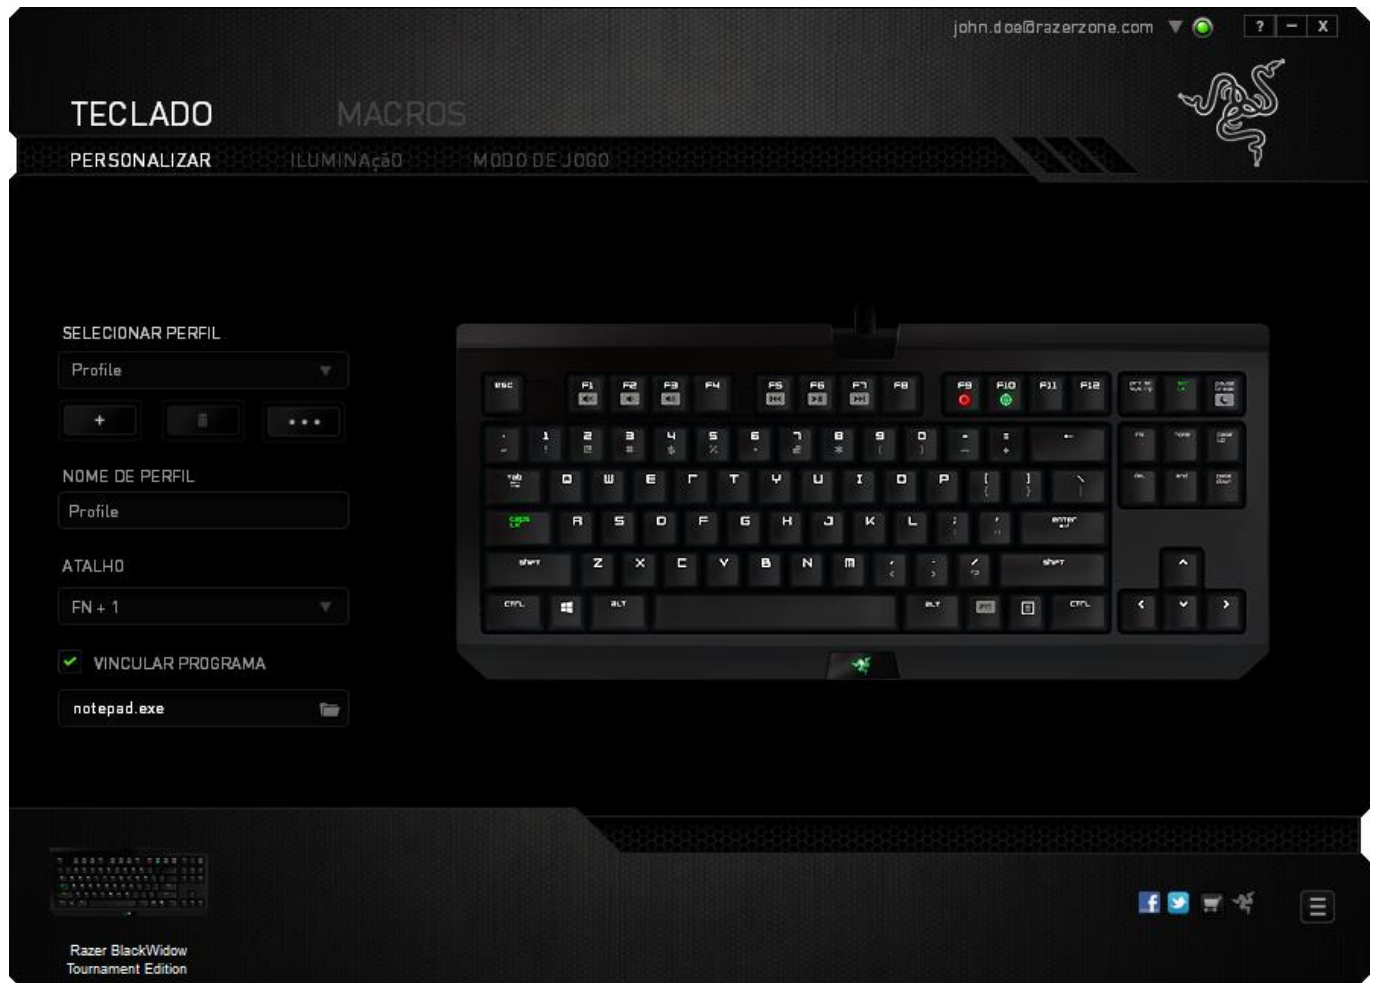 john.doe@razerzone.com
? – X
TECLADO MACROS
PERSONALIZAR ILUMINAção MODO DE JOGO
SELECIONAR PERFIL
Profile
+ •••
NOME DE PERFIL
Profile
ATALHO
FN + 1
VINCULAR PROGRAMA
notepad.exe
esc F1 F2 F3 F4 F5 F6 F7 F8 F9 F10 F11 F12
1 2 3 4 5 6 7 8 9 0 - =
Tab Q W E r T Y U I O P [ ] \
caps A S D F G H J K L ; ' enter
shift Z X C V B N M , . / shift
CTRL ALT ALT FN CTRL
end
Razer BlackWidow
Tournament Edition